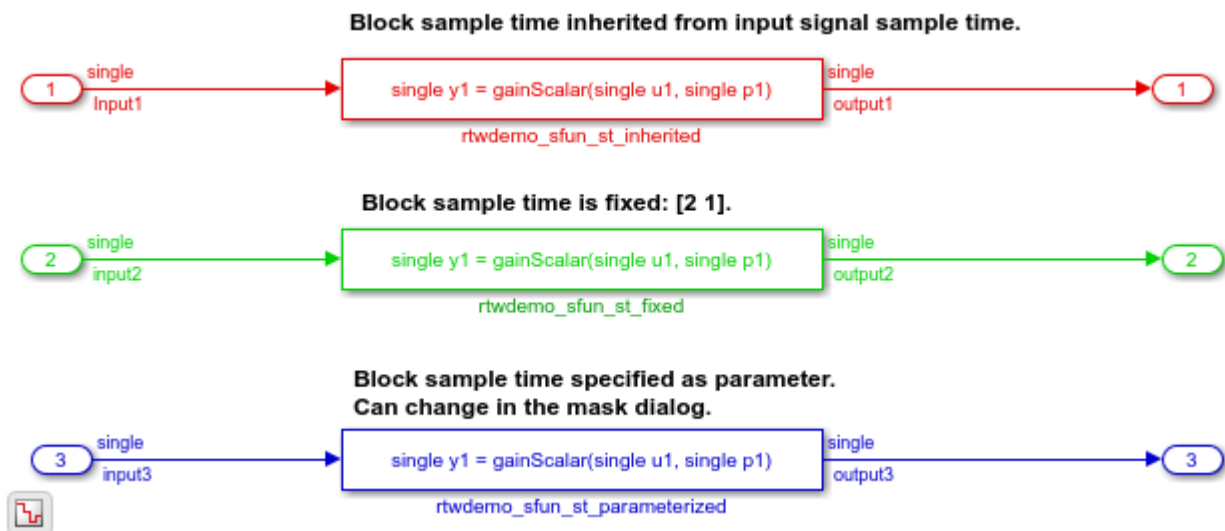 Block sample time inherited from input signal sample time.
single
single
1
single y1 = gainScalar(single u1, single p1)
1
Input1
output1
rtwdemo_sfun_st_inherited
Block sample time is fixed: [2 1].
single
single
2
single y1 = gainScalar(single u1, single p1)
2
input2
output2
rtwdemo_sfun_st_fixed
Block sample time specified as parameter.
Can change in the mask dialog.
single
single
3
single y1 = gainScalar(single u1, single p1)
3
input3
output3
rtwdemo_sfun_st_parameterized